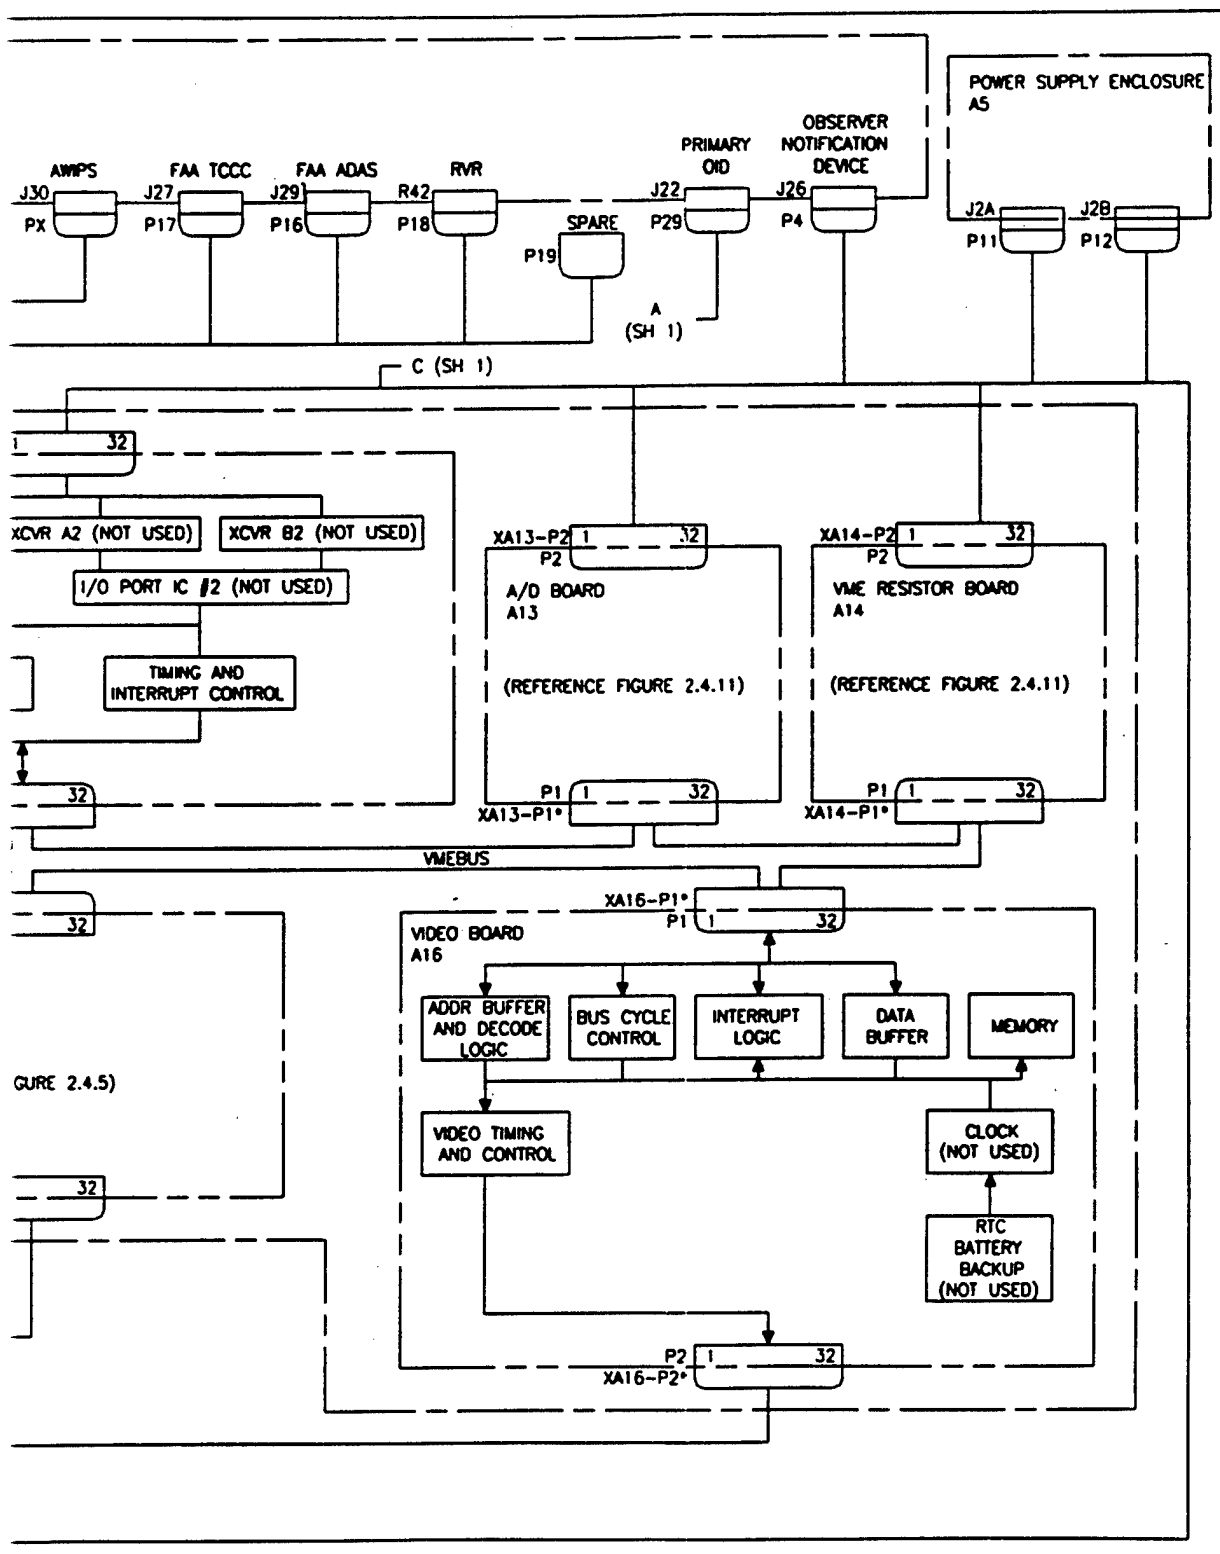 POWER SUPPLY ENCLOSURE
A5
OBSERVER
NOTIFICATION
DEVICE
PRIMARY
OID
AWIPS
FAA TCCC
FAA ADAS
RVR
J30
J27
J29
R42
J22
J26
PX
P17
P16
P18
P29
P4
SPARE
P19
J2A
J2B
P11
P12
A
(SH 1)
C (SH 1)
1 32
XCVR A2 (NOT USED)
XCVR B2 (NOT USED)
I/O PORT IC #2 (NOT USED)
TIMING AND
INTERRUPT CONTROL
32
XA13-P2
P2
1 32
A/D BOARD
A13
(REFERENCE FIGURE 2.4.11)
P1
XA13-P1*
1 32
XA14-P2
P2
1 32
VME RESISTOR BOARD
A14
(REFERENCE FIGURE 2.4.11)
P1
XA14-P1*
1 32
VMEBUS
32
XA16-P1*
P1
1 32
VIDEO BOARD
A16
ADDR BUFFER
AND DECODE
LOGIC
BUS CYCLE
CONTROL
INTERRUPT
LOGIC
DATA
BUFFER
MEMORY
GURE 2.4.5)
VIDEO TIMING
AND CONTROL
CLOCK
(NOT USED)
32
RTC
BATTERY
BACKUP
(NOT USED)
P2
XA16-P2*
1 32